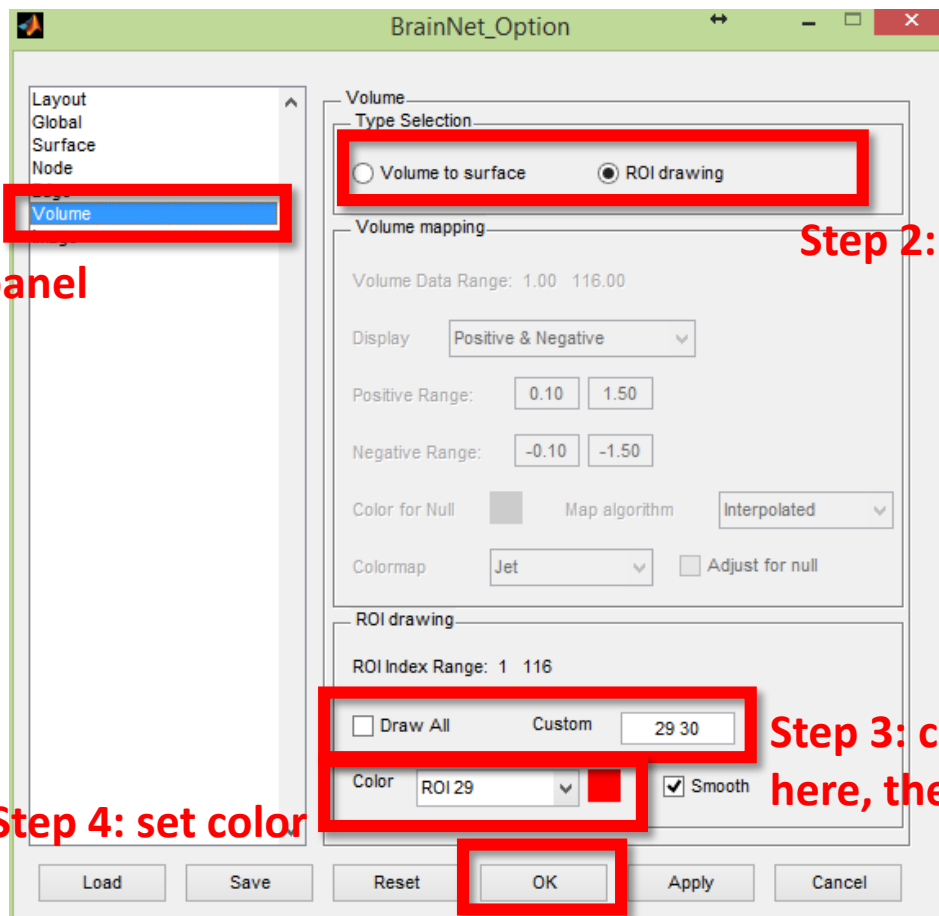 BrainNet_Option
Layout
Global
Surface
Node
Volume
panel
Volume
Type Selection
Volume to surface ROI drawing
Step 2:
Volume mapping
Volume Data Range: 1.00 116.00
Display Positive & Negative
Positive Range: 0.10 1.50
Negative Range: -0.10 -1.50
Color for Null Map algorithm Interpolated
Colormap Jet Adjust for null
ROI drawing
ROI Index Range: 1 116
Draw All Custom 29 30
Step 3: c
Color ROI 29 Smooth
here, the
Step 4: set color
Load Save Reset OK Apply Cancel